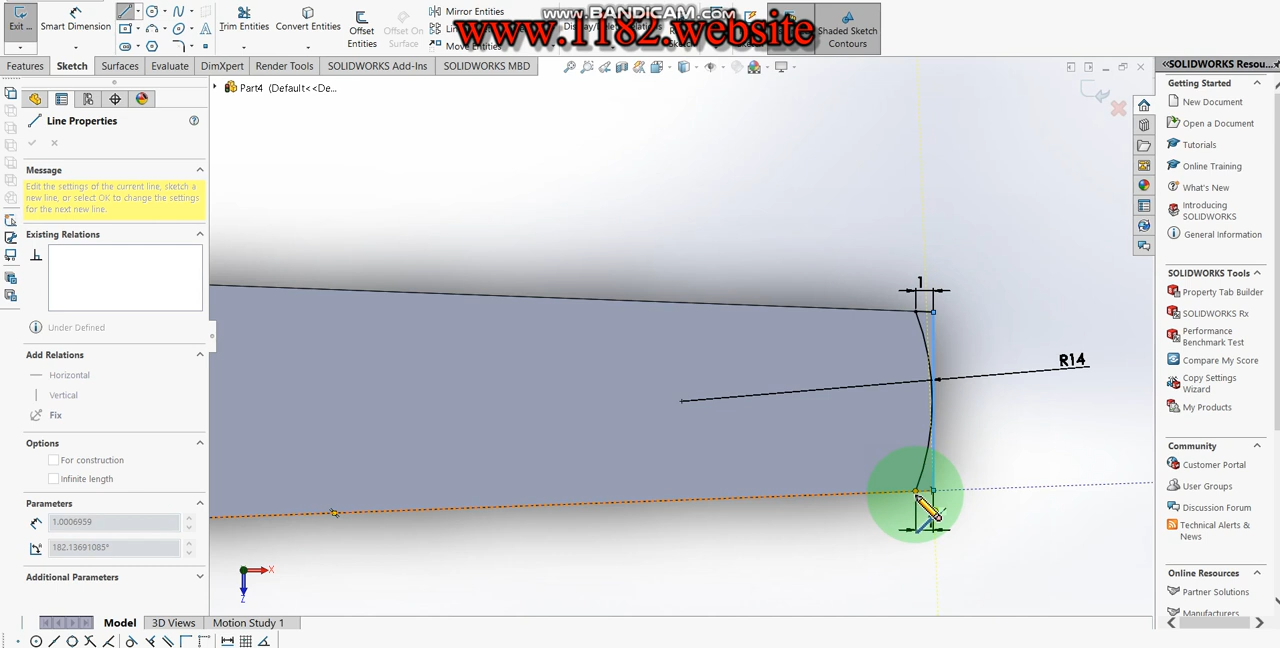 www.BANDICAM.com
www.1182.website
Exit ...
Smart Dimension
Trim Entities
Convert Entities
Offset Entities
Offset On Surface
Mirror Entities
Move Entities
Shaded Sketch Contours
Features
Sketch
Surfaces
Evaluate
DimXpert
Render Tools
SOLIDWORKS Add-Ins
SOLIDWORKS MBD
Part4 (Default<<De...
Line Properties
Message
Edit the settings of the current line, sketch a
new line, or select OK to change the settings
for the next new line.
Existing Relations
Under Defined
Add Relations
Horizontal
Vertical
Fix
Options
For construction
Infinite length
Parameters
1.0006959
182.13691085°
Additional Parameters
1
R14
X
Z
Model
3D Views
Motion Study 1
SOLIDWORKS Resou...
Getting Started
New Document
Open a Document
Tutorials
Online Training
What's New
Introducing
SOLIDWORKS
General Information
SOLIDWORKS Tools
Property Tab Builder
SOLIDWORKS Rx
Performance
Benchmark Test
Compare My Score
Copy Settings
Wizard
My Products
Community
Customer Portal
User Groups
Discussion Forum
Technical Alerts &
News
Online Resources
Partner Solutions
Manufacturers